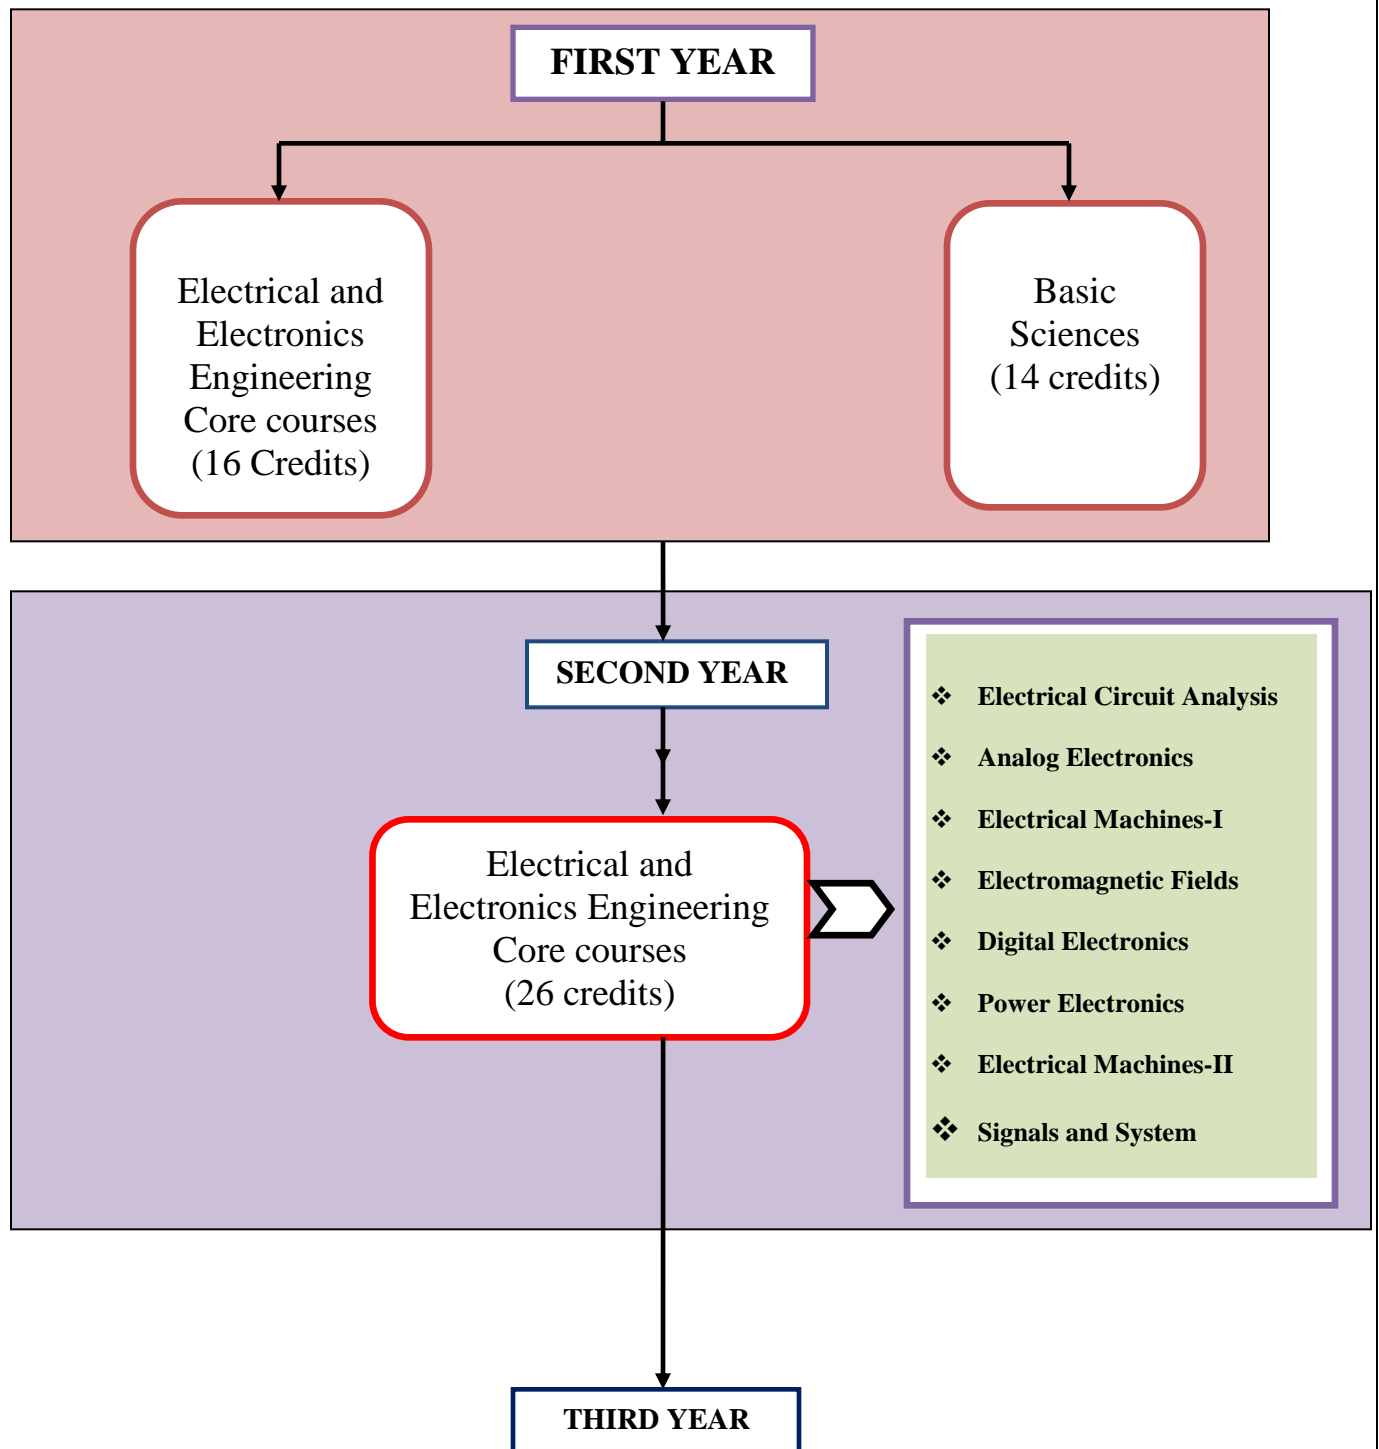 FIRST YEAR
Electrical and
Electronics
Engineering
Core courses
(16 Credits)
Basic
Sciences
(14 credits)
SECOND YEAR
Electrical and
Electronics Engineering
Core courses
(26 credits)
❖ Electrical Circuit Analysis
❖ Analog Electronics
❖ Electrical Machines-I
❖ Electromagnetic Fields
❖ Digital Electronics
❖ Power Electronics
❖ Electrical Machines-II
❖ Signals and System
THIRD YEAR